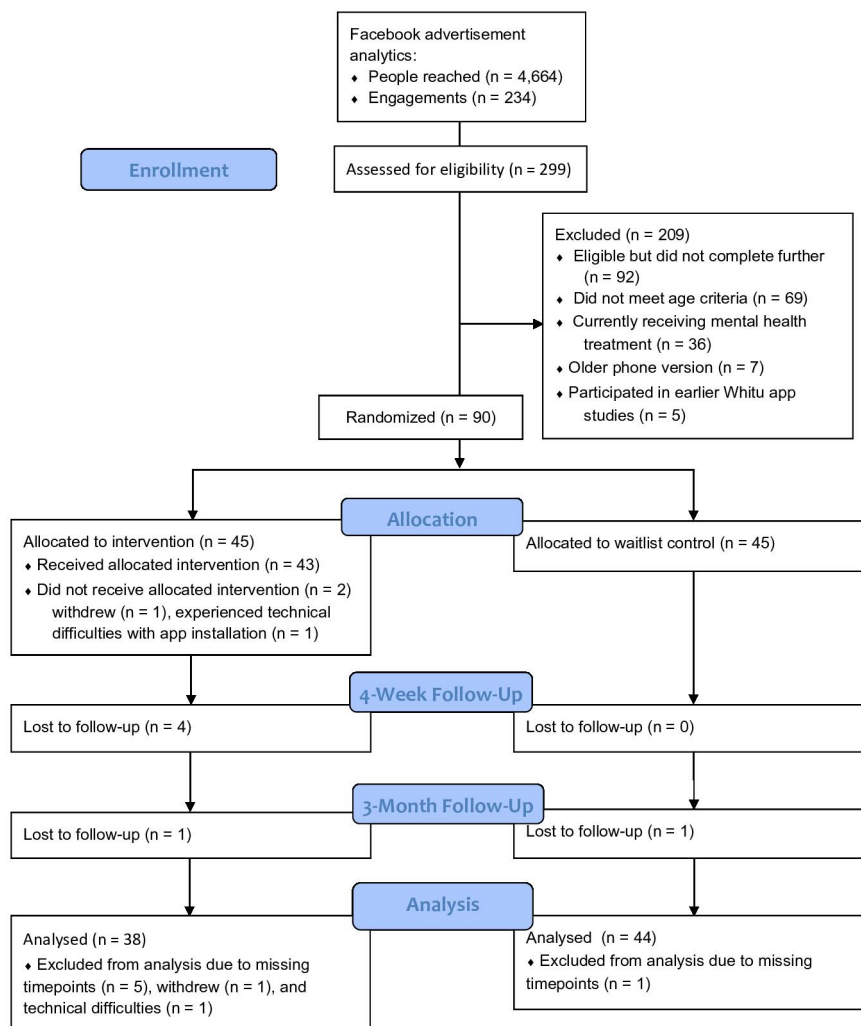 Facebook advertisement
analytics:
♦ People reached (n = 4,664)
♦ Engagements (n = 234)
Enrollment
Assessed for eligibility (n = 299)
Excluded (n = 209)
♦ Eligible but did not complete further
(n = 92)
♦ Did not meet age criteria (n = 69)
♦ Currently receiving mental health
treatment (n = 36)
♦ Older phone version (n = 7)
♦ Participated in earlier Whitu app
studies (n = 5)
Randomized (n = 90)
Allocation
Allocated to intervention (n = 45)
♦ Received allocated intervention (n = 43)
♦ Did not receive allocated intervention (n = 2)
withdrew (n = 1), experienced technical
difficulties with app installation (n = 1)
Allocated to waitlist control (n = 45)
4-Week Follow-Up
Lost to follow-up (n = 4)
Lost to follow-up (n = 0)
3-Month Follow-Up
Lost to follow-up (n = 1)
Lost to follow-up (n = 1)
Analysis
Analysed (n = 38)
♦ Excluded from analysis due to missing
timepoints (n = 5), withdrew (n = 1), and
technical difficulties (n = 1)
Analysed (n = 44)
♦ Excluded from analysis due to missing
timepoints (n = 1)